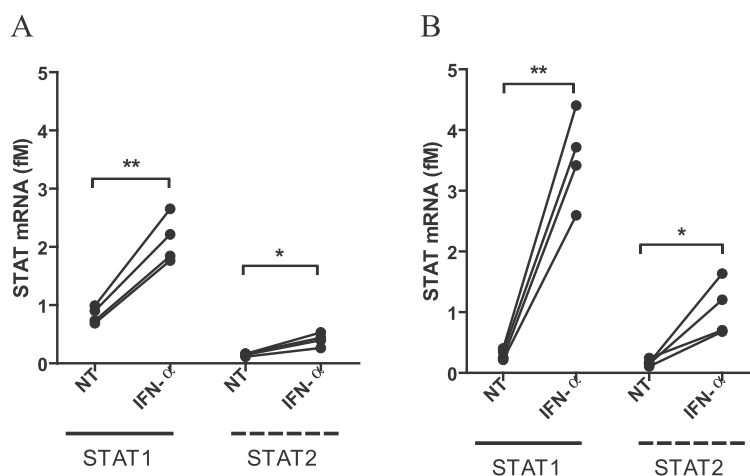 A
STAT mRNA (fM)
5
4
3
2
1
0
**
*
NT
IFN-α
NT
IFN-α
STAT1
STAT2
B
STAT mRNA (fM)
5
4
3
2
1
0
**
*
NT
IFN-α
NT
IFN-α
STAT1
STAT2